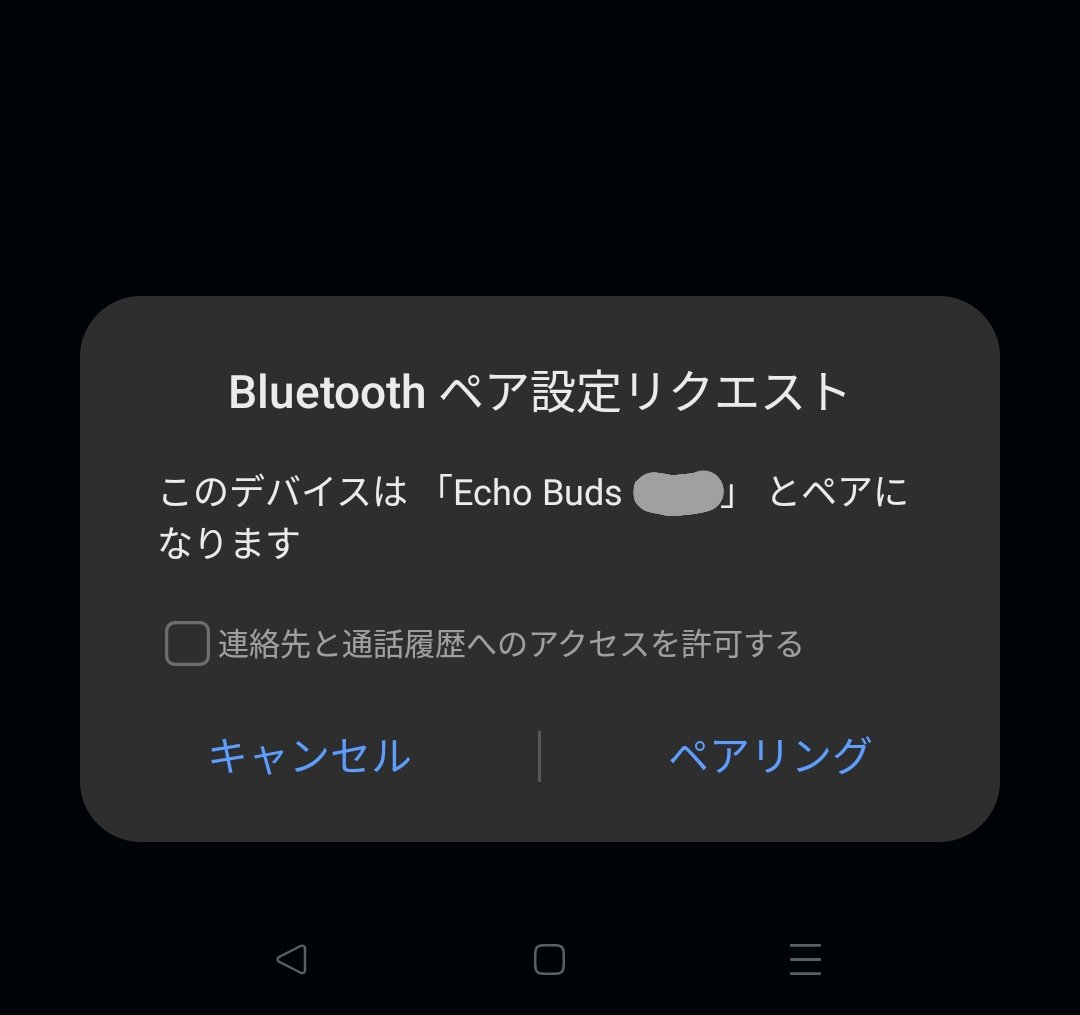 Bluetooth ペア設定リクエスト
このデバイスは 「Echo Buds 」 とペアに
なります
連絡先と通話履歴へのアクセスを許可する
キャンセル
ペアリング